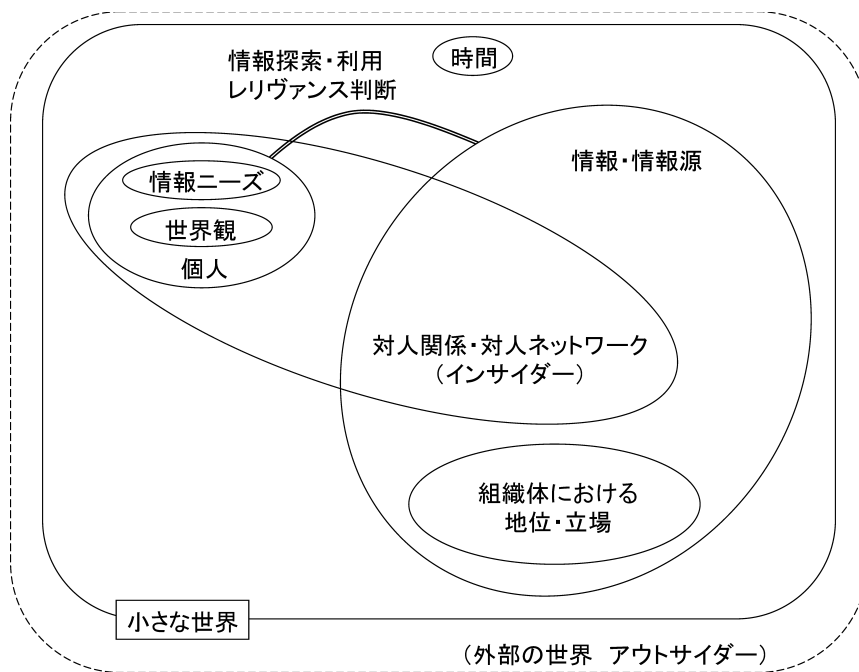 情報探索・利用
レリヴァンス判断
時間
情報・情報源
情報ニーズ
世界観
個人
対人関係・対人ネットワーク
（インサイダー）
組織体における
地位・立場
小さな世界
（外部の世界　アウトサイダー）